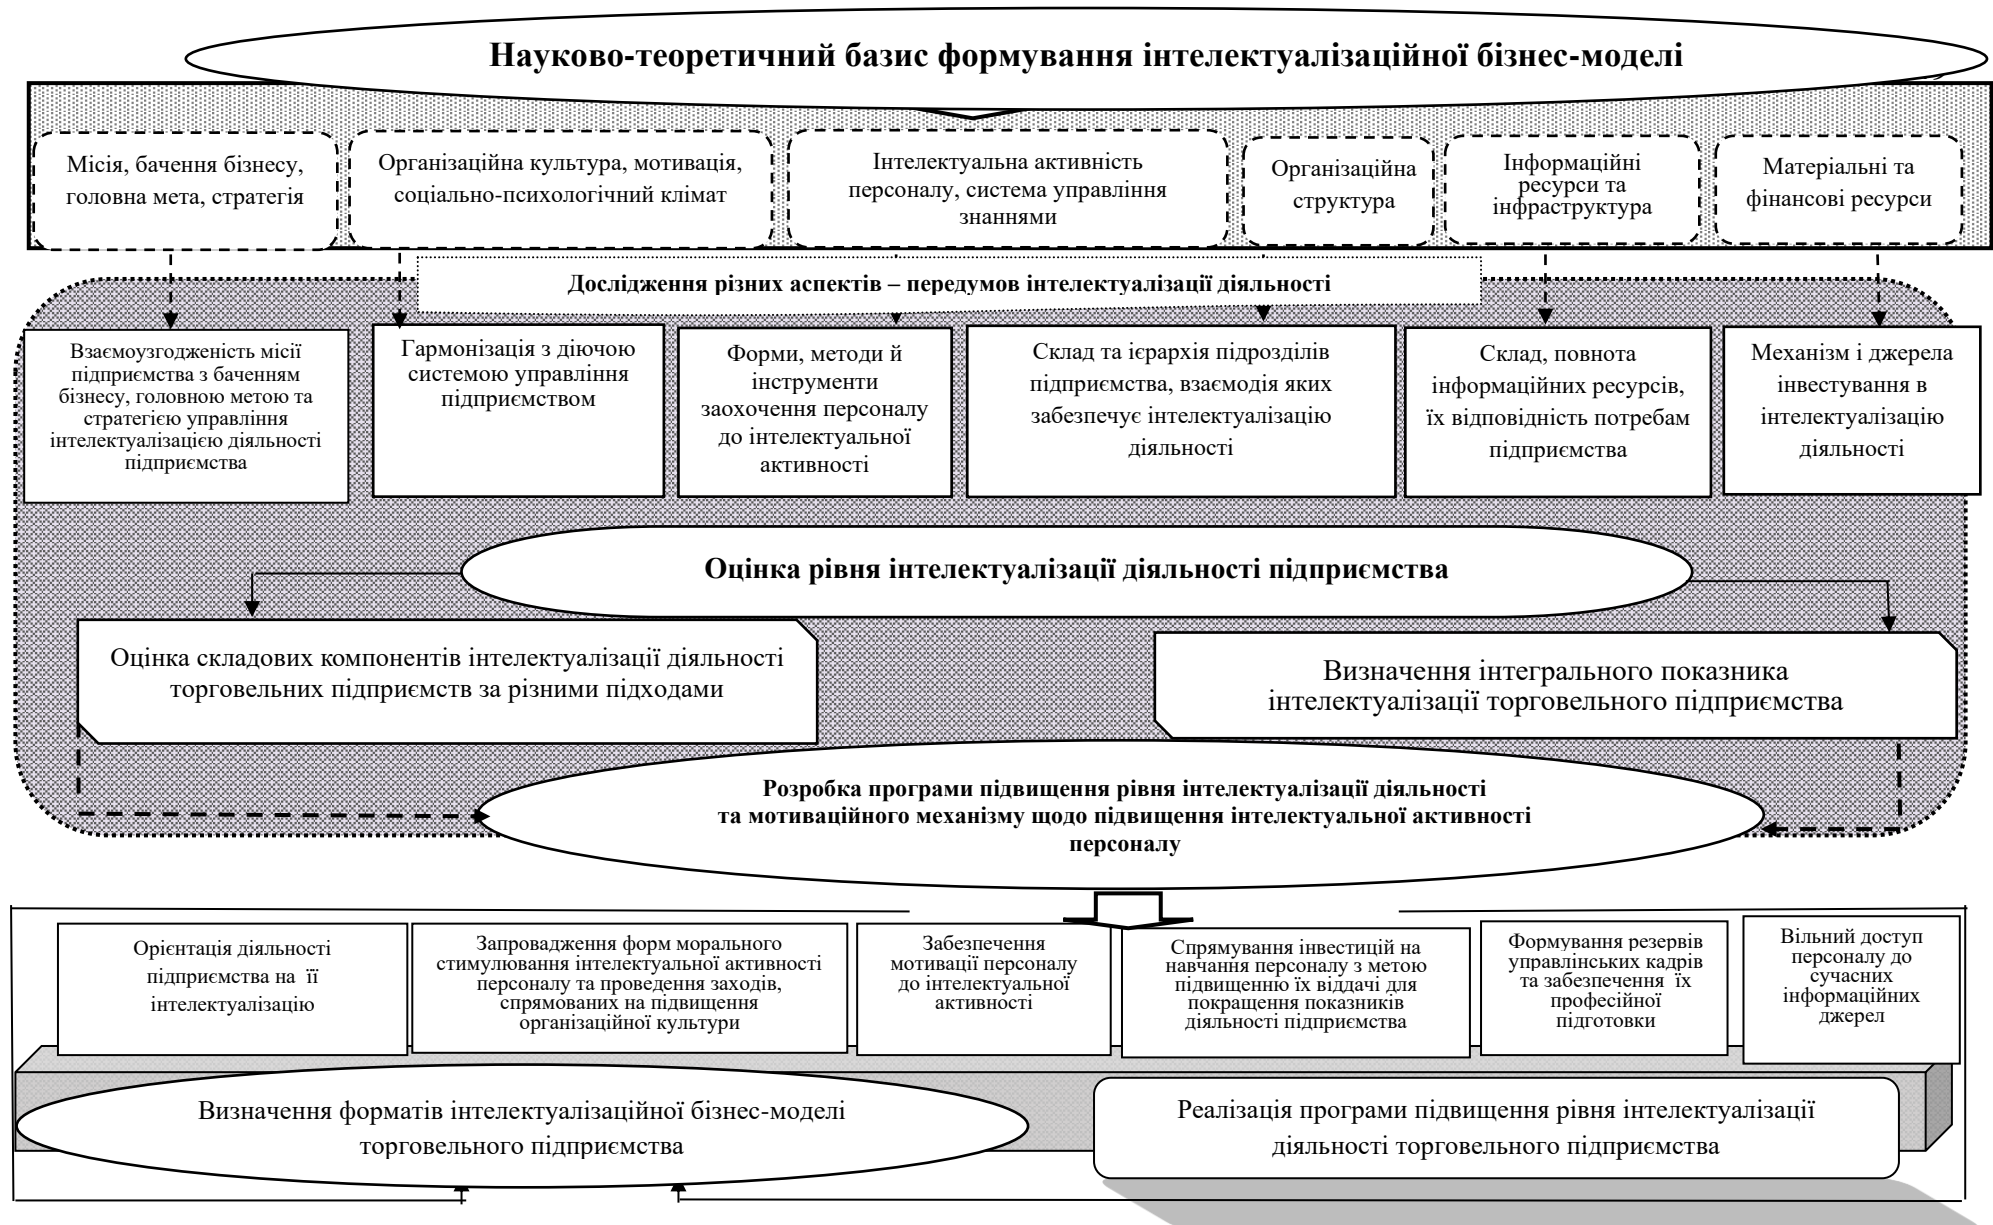 Науково-теоретичний базис формування інтелектуалізаційної бізнес-моделі
Місія, бачення бізнесу,
головна мета, стратегія
Організаційна культура, мотивація,
соціально-психологічний клімат
Інтелектуальна активність
персоналу, система управління
знаннями
Організаційна
структура
Інформаційні
ресурси та
інфраструктура
Матеріальні та
фінансові ресурси
Дослідження різних аспектів – передумов інтелектуалізації діяльності
Взаємоузгодженість місії
підприємства з баченням
бізнесу, головною метою та
стратегією управління
інтелектуалізацією діяльності
підприємства
Гармонізація з діючою
системою управління
підприємством
Форми, методи й
інструменти
заохочення персоналу
до інтелектуальної
активності
Склад та ієрархія підрозділів
підприємства, взаємодія яких
забезпечує інтелектуалізацію
діяльності
Склад, повнота
інформаційних ресурсів,
їх відповідність потребам
підприємства
Механізм і джерела
інвестування в
інтелектуалізацію
діяльності
Оцінка рівня інтелектуалізації діяльності підприємства
Оцінка складових компонентів інтелектуалізації діяльності
торговельних підприємств за різними підходами
Визначення інтегрального показника
інтелектуалізації торговельного підприємства
Розробка програми підвищення рівня інтелектуалізації діяльності
та мотиваційного механізму щодо підвищення інтелектуальної активності
персоналу
Орієнтація діяльності
підприємства на її
інтелектуалізацію
Запровадження форм морального
стимулювання інтелектуальної активності
персоналу та проведення заходів,
спрямованих на підвищення
організаційної культури
Забезпечення
мотивації персоналу
до інтелектуальної
активності
Спрямування інвестицій на
навчання персоналу з метою
підвищенню їх віддачі для
покращення показників
діяльності підприємства
Формування резервів
управлінських кадрів
та забезпечення їх
професійної
підготовки
Вільний доступ
персоналу до
сучасних
інформаційних
джерел
Визначення форматів інтелектуалізаційної бізнес-моделі
торговельного підприємства
Реалізація програми підвищення рівня інтелектуалізації
діяльності торговельного підприємства